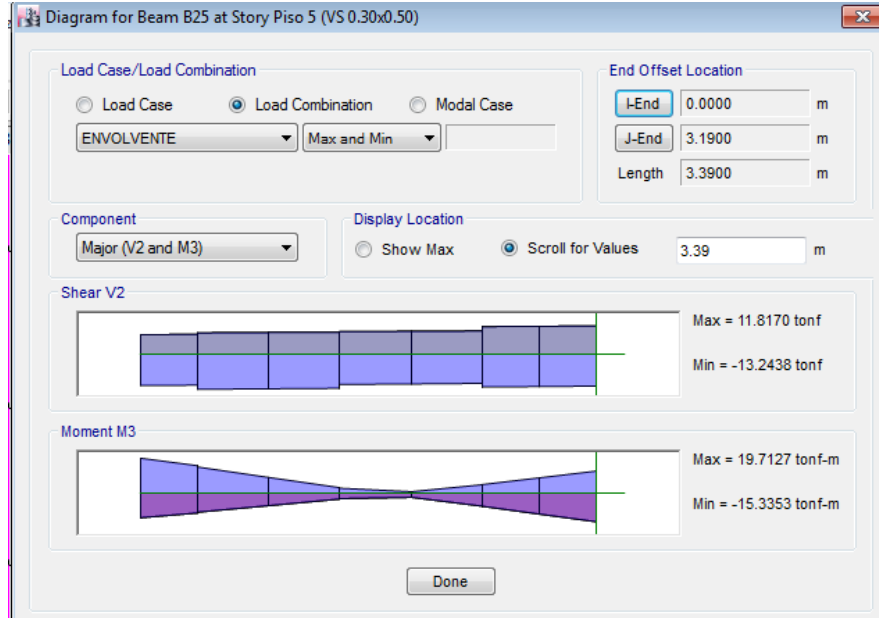 Diagram for Beam B25 at Story Piso 5 (VS 0.30x0.50)
Load Case/Load Combination
Load Case Load Combination Modal Case
ENVOLVENTE Max and Min
End Offset Location
I-End 0.0000 m
J-End 3.1900 m
Length 3.3900 m
Component
Major (V2 and M3)
Display Location
Show Max Scroll for Values 3.39 m
Shear V2
Max = 11.8170 tonf
Min = -13.2438 tonf
Moment M3
Max = 19.7127 tonf-m
Min = -15.3353 tonf-m
Done